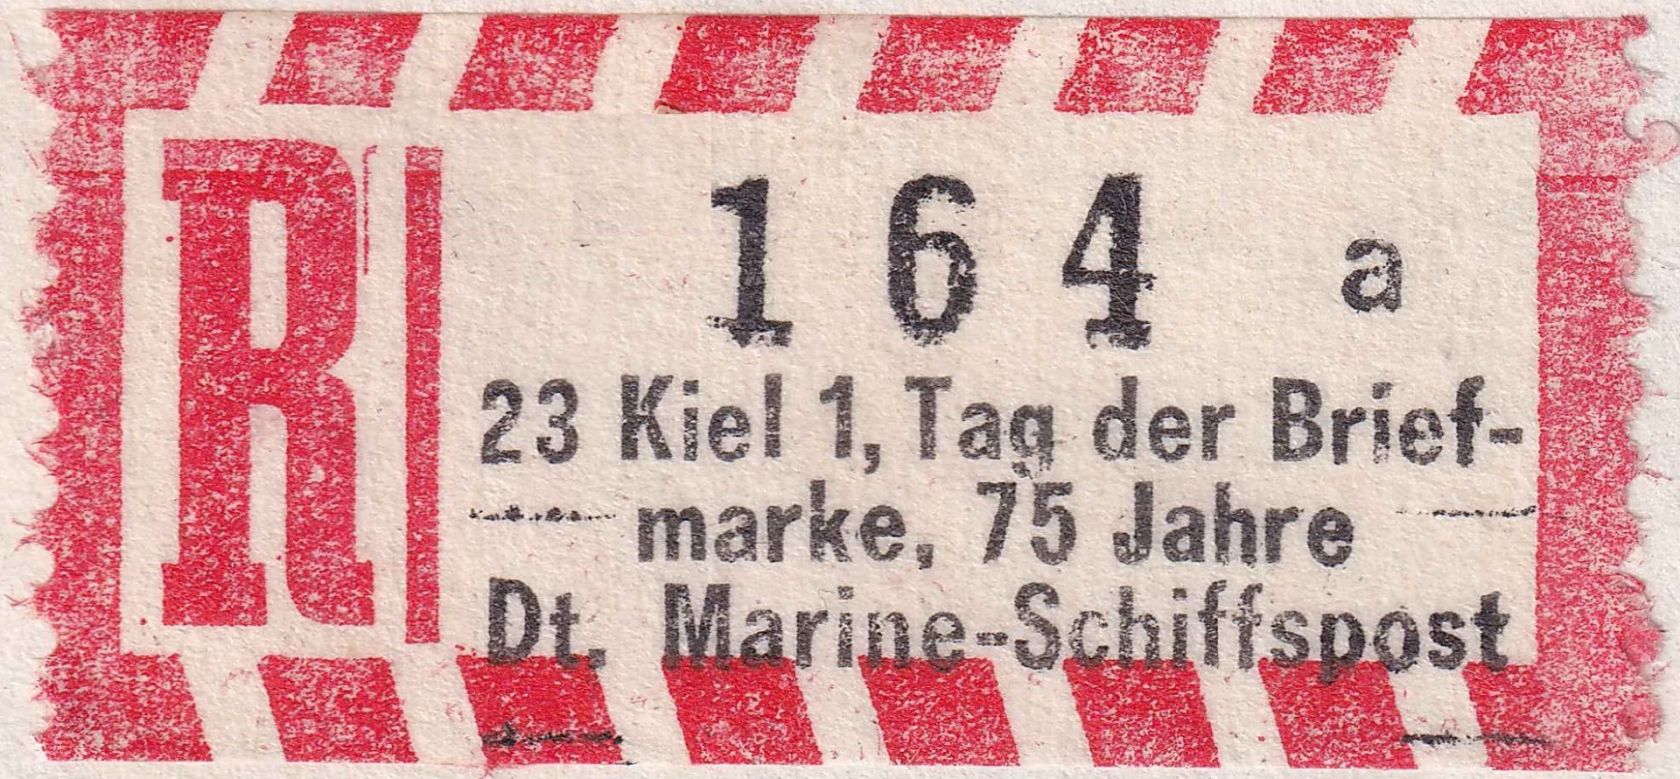 R 164 a
23 Kiel 1, Tag der Brief-
marke, 75 Jahre
Dt. Marine-Schiffspost